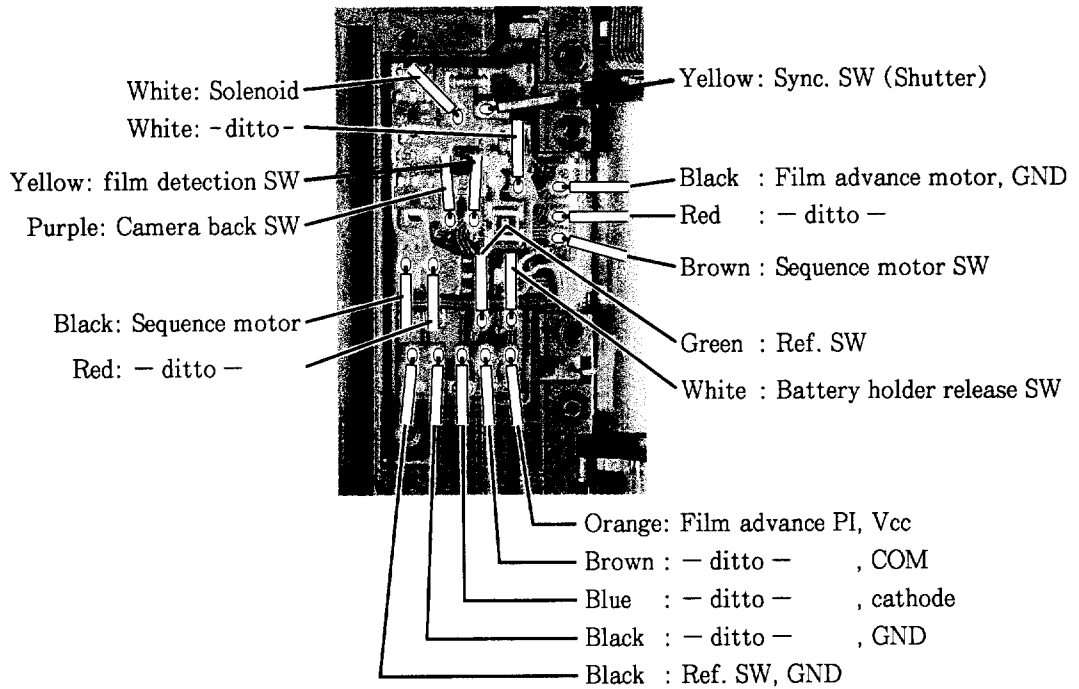 White: Solenoid
White: -ditto-
Yellow: film detection SW
Purple: Camera back SW
Black: Sequence motor
Red: — ditto —
Yellow: Sync. SW (Shutter)
Black : Film advance motor, GND
Red : — ditto —
Brown : Sequence motor SW
Green : Ref. SW
White : Battery holder release SW
Orange: Film advance PI, Vcc
Brown : — ditto — , COM
Blue : — ditto — , cathode
Black : — ditto — , GND
Black : Ref. SW, GND